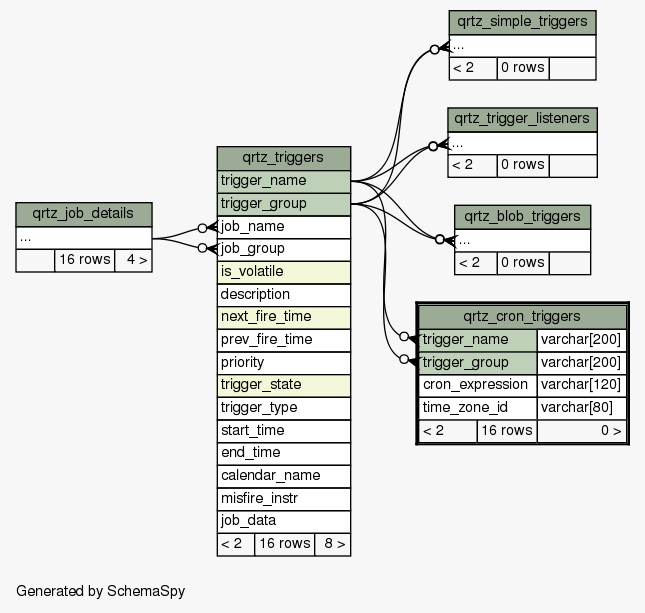 qrtz_simple_triggers
...
< 2 0 rows
qrtz_trigger_listeners
...
< 2 0 rows
qrtz_blob_triggers
...
< 2 0 rows
qrtz_cron_triggers
trigger_name varchar[200]
trigger_group varchar[200]
cron_expression varchar[120]
time_zone_id varchar[80]
< 2 16 rows 0 >
qrtz_triggers
trigger_name
trigger_group
job_name
job_group
is_volatile
description
next_fire_time
prev_fire_time
priority
trigger_state
trigger_type
start_time
end_time
calendar_name
misfire_instr
job_data
< 2 16 rows 8 >
qrtz_job_details
...
16 rows 4 >
Generated by SchemaSpy